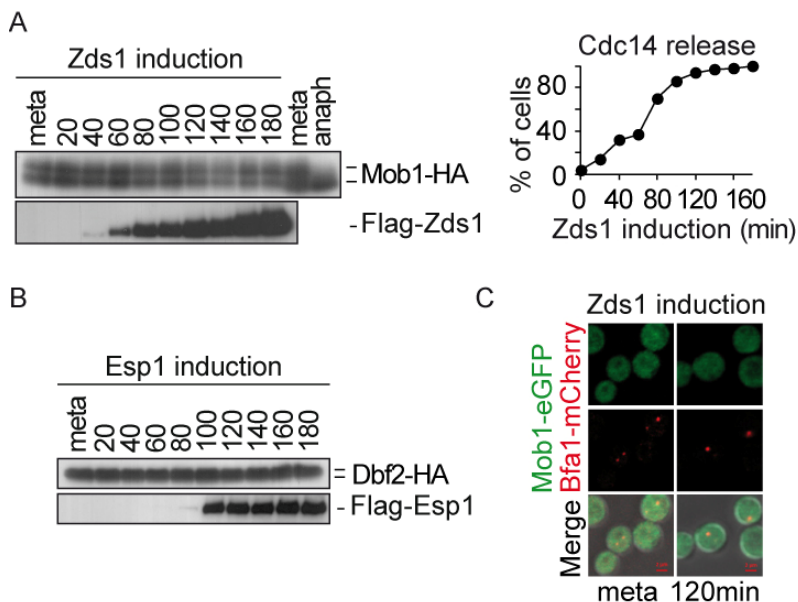 A
Zds1 induction
meta 20 40 60 80 100 120 140 160 180 meta anaph
Mob1-HA
Flag-Zds1
Cdc14 release
% of cells
80
40
0
0 40 80 120 160
Zds1 induction (min)
B
Esp1 induction
meta 20 40 60 80 100 120 140 160 180
Dbf2-HA
Flag-Esp1
C
Zds1 induction
Mob1-eGFP
Bfa1-mCherry
Merge
meta 120min